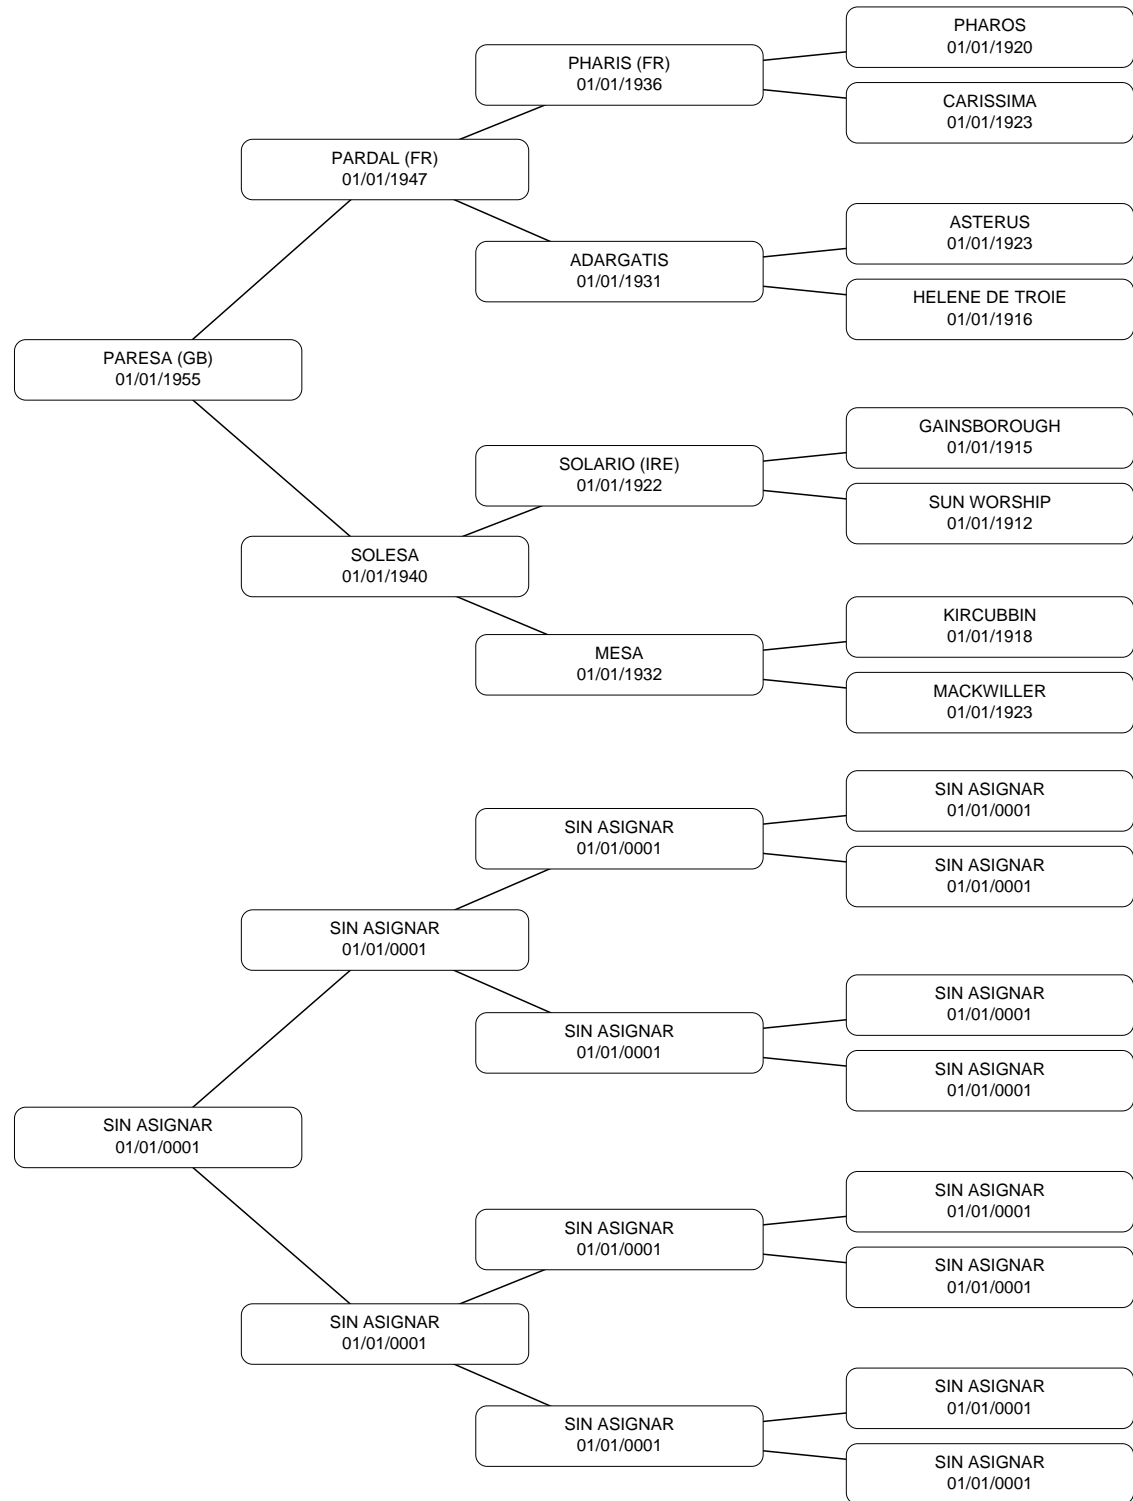 PHAROS
01/01/1920
PHARIS (FR)
01/01/1936
CARISSIMA
01/01/1923
PARDAL (FR)
01/01/1947
ASTERUS
01/01/1923
ADARGATIS
01/01/1931
HELENE DE TROIE
01/01/1916
PARESA (GB)
01/01/1955
GAINSBOROUGH
01/01/1915
SOLARIO (IRE)
01/01/1922
SUN WORSHIP
01/01/1912
SOLESA
01/01/1940
KIRCUBBIN
01/01/1918
MESA
01/01/1932
MACKWILLER
01/01/1923
SIN ASIGNAR
01/01/0001
SIN ASIGNAR
01/01/0001
SIN ASIGNAR
01/01/0001
SIN ASIGNAR
01/01/0001
SIN ASIGNAR
01/01/0001
SIN ASIGNAR
01/01/0001
SIN ASIGNAR
01/01/0001
SIN ASIGNAR
01/01/0001
SIN ASIGNAR
01/01/0001
SIN ASIGNAR
01/01/0001
SIN ASIGNAR
01/01/0001
SIN ASIGNAR
01/01/0001
SIN ASIGNAR
01/01/0001
SIN ASIGNAR
01/01/0001
SIN ASIGNAR
01/01/0001